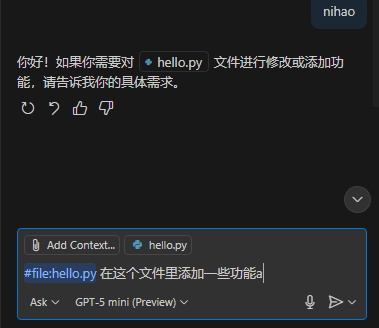 nihao
你好！如果你需要对 hello.py 文件进行修改或添加功
能，请告诉我你的具体需求。
Add Context... hello.py
#file:hello.py 在这个文件里添加一些功能a
Ask GPT-5 mini (Preview)